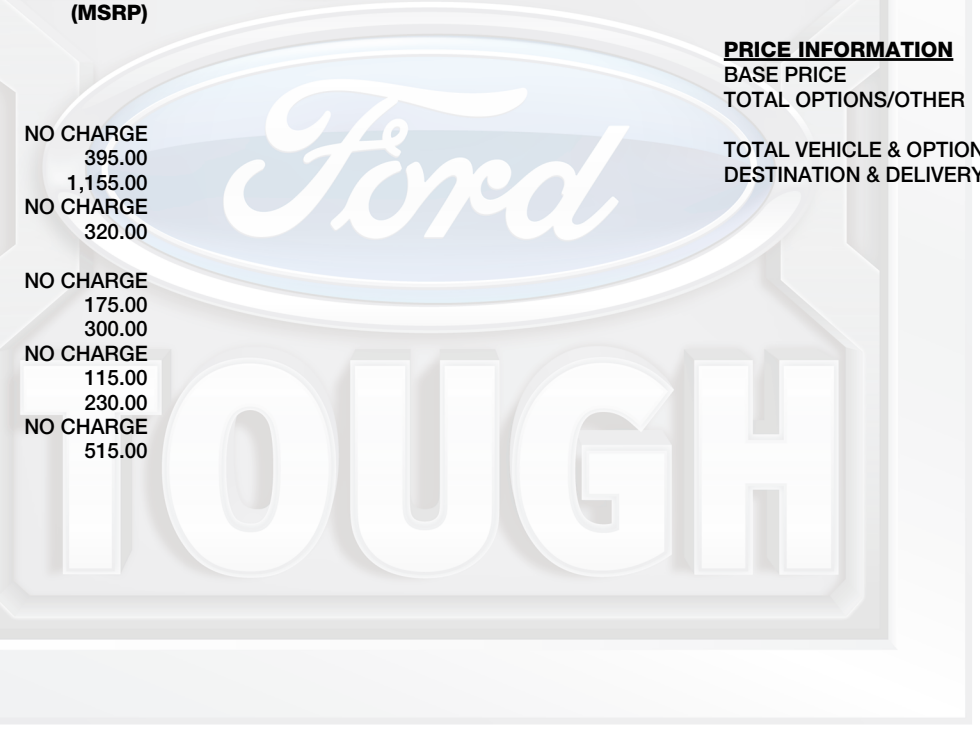 (MSRP)
NO CHARGE
395.00
1,155.00
NO CHARGE
320.00
NO CHARGE
175.00
300.00
NO CHARGE
115.00
230.00
NO CHARGE
515.00
PRICE INFORMATION
BASE PRICE
TOTAL OPTIONS/OTHER
TOTAL VEHICLE & OPTION
DESTINATION & DELIVERY
Ford
TOUGH